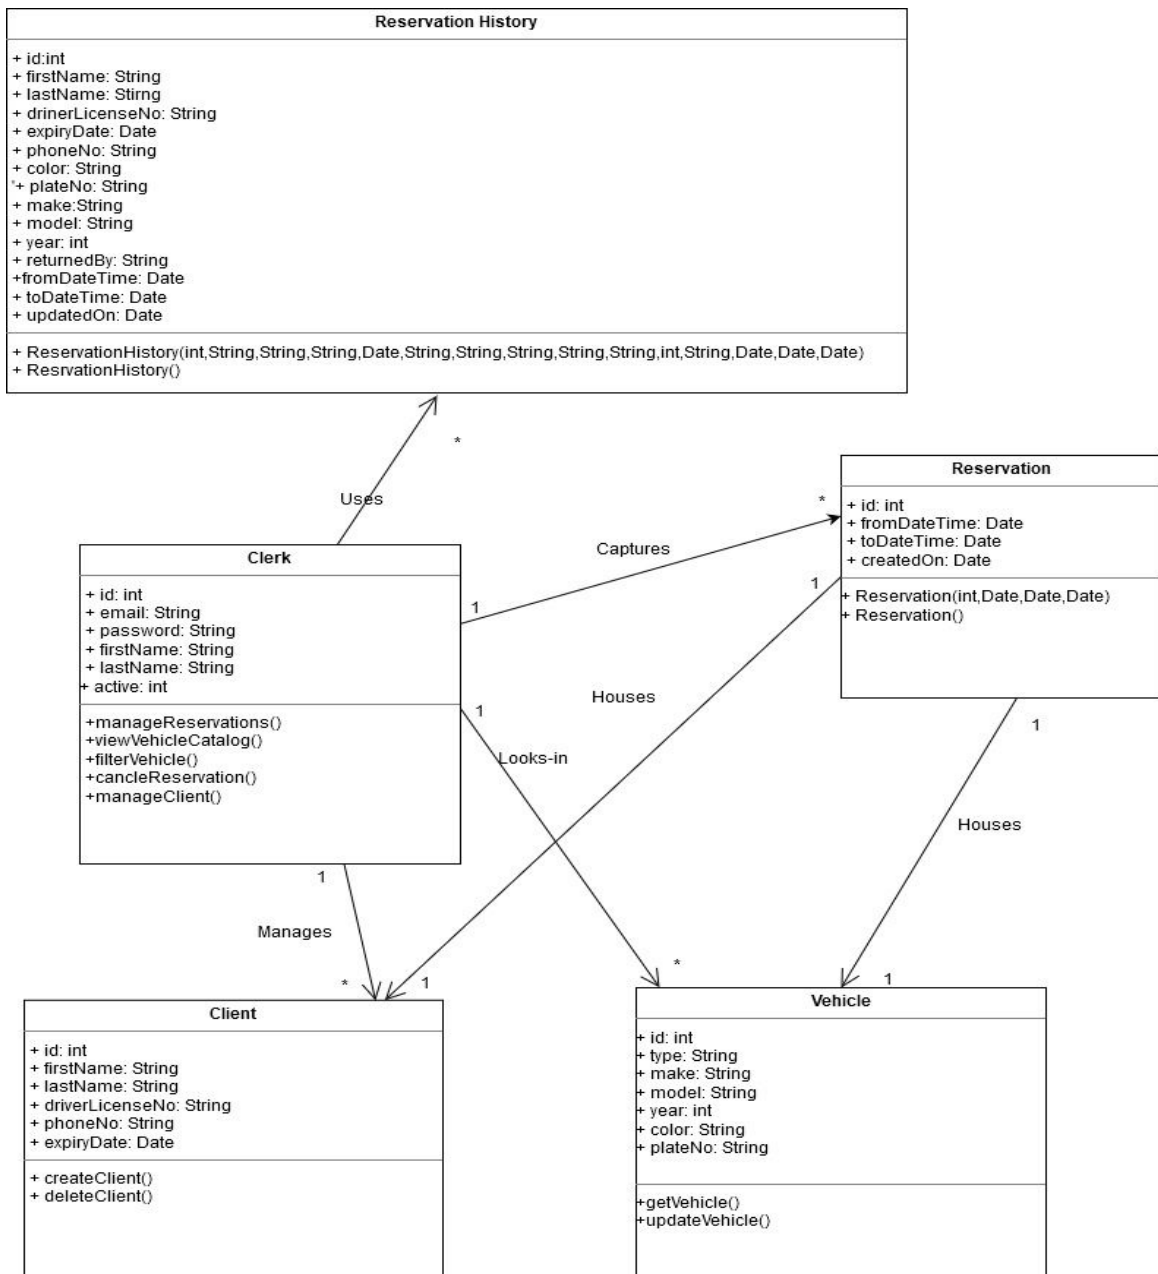 Reservation History
+ id:int
+ firstName: String
+ lastName: Stirng
+ drinerLicenseNo: String
+ expiryDate: Date
+ phoneNo: String
+ color: String
+ plateNo: String
+ make:String
+ model: String
+ year: int
+ returnedBy: String
+fromDateTime: Date
+ toDateTime: Date
+ updatedOn: Date
+ ReservationHistory(int,String,String,String,Date,String,String,String,String,String,int,String,Date,Date,Date)
+ ResrvationHistory()
*
Uses
Reservation
+ id: int
+ fromDateTime: Date
+ toDateTime: Date
+ createdOn: Date
+ Reservation(int,Date,Date,Date)
+ Reservation()
*
Captures
1
1
Clerk
+ id: int
+ email: String
+ password: String
+ firstName: String
+ lastName: String
+ active: int
+manageReservations()
+viewVehicleCatalog()
+filterVehicle()
+cancleReservation()
+manageClient()
Houses
1
Looks-in
1
Houses
1
Manages
*
1
*
1
Client
+ id: int
+ firstName: String
+ lastName: String
+ driverLicenseNo: String
+ phoneNo: String
+ expiryDate: Date
+ createClient()
+ deleteClient()
Vehicle
+ id: int
+ type: String
+ make: String
+ model: String
+ year: int
+ color: String
+ plateNo: String
+getVehicle()
+updateVehicle()